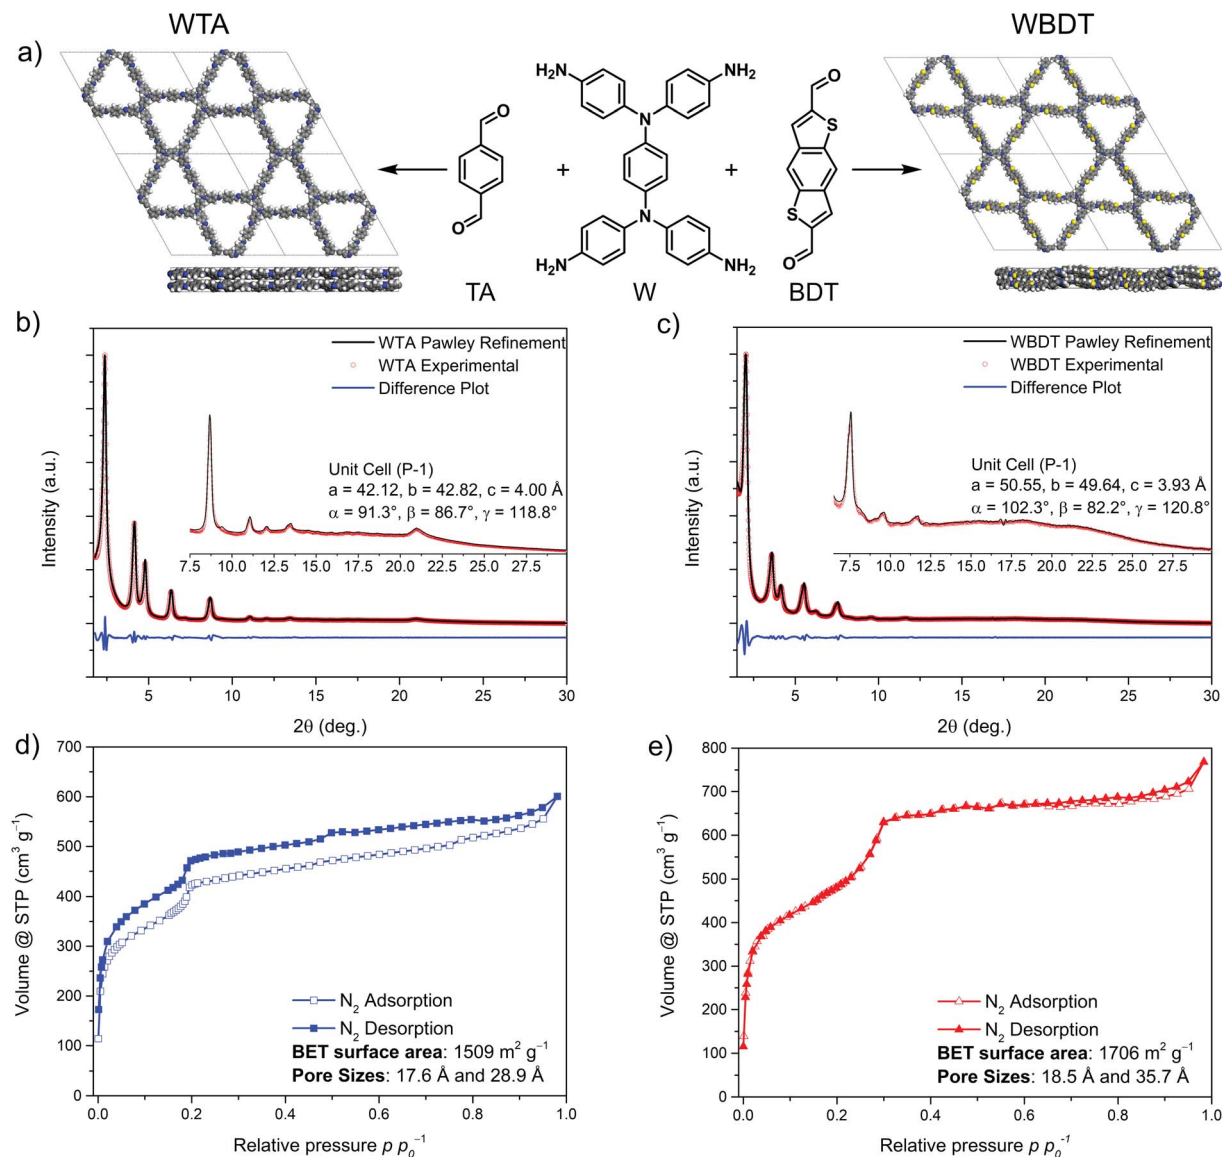 WTA
WBDT
a)
H₂N
NH₂
O
N
S
+
+
N
S
O
O
H₂N
NH₂
O
TA
W
BDT
b)
WTA Pawley Refinement
WTA Experimental
Difference Plot
Unit Cell (P-1)
a = 42.12, b = 42.82, c = 4.00 Å
α = 91.3°, β = 86.7°, γ = 118.8°
7.5 10.0 12.5 15.0 17.5 20.0 22.5 25.0 27.5
Intensity (a.u.)
5 10 15 20 25 30
2θ (deg.)
c)
WBDT Pawley Refinement
WBDT Experimental
Difference Plot
Unit Cell (P-1)
a = 50.55, b = 49.64, c = 3.93 Å
α = 102.3°, β = 82.2°, γ = 120.8°
7.5 10.0 12.5 15.0 17.5 20.0 22.5 25.0 27.5
Intensity (a.u.)
5 10 15 20 25 30
2θ (deg.)
d)
700
600
500
400
300
200
100
0
Volume @ STP (cm³ g⁻¹)
N₂ Adsorption
N₂ Desorption
BET surface area: 1509 m² g⁻¹
Pore Sizes: 17.6 Å and 28.9 Å
0.0 0.2 0.4 0.6 0.8 1.0
Relative pressure p p₀⁻¹
e)
800
700
600
500
400
300
200
100
0
Volume @ STP (cm³ g⁻¹)
N₂ Adsorption
N₂ Desorption
BET surface area: 1706 m² g⁻¹
Pore Sizes: 18.5 Å and 35.7 Å
0.0 0.2 0.4 0.6 0.8 1.0
Relative pressure p p₀⁻¹